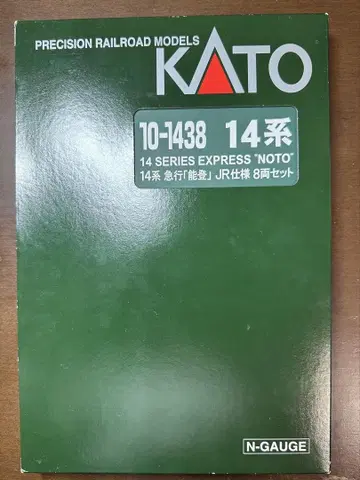 PRECISION RAILROAD MODELS
KATO
10-1438 14系
14 SERIES EXPRESS "NOTO"
14系 急行「能登」 JR仕様 8両セット
N-GAUGE